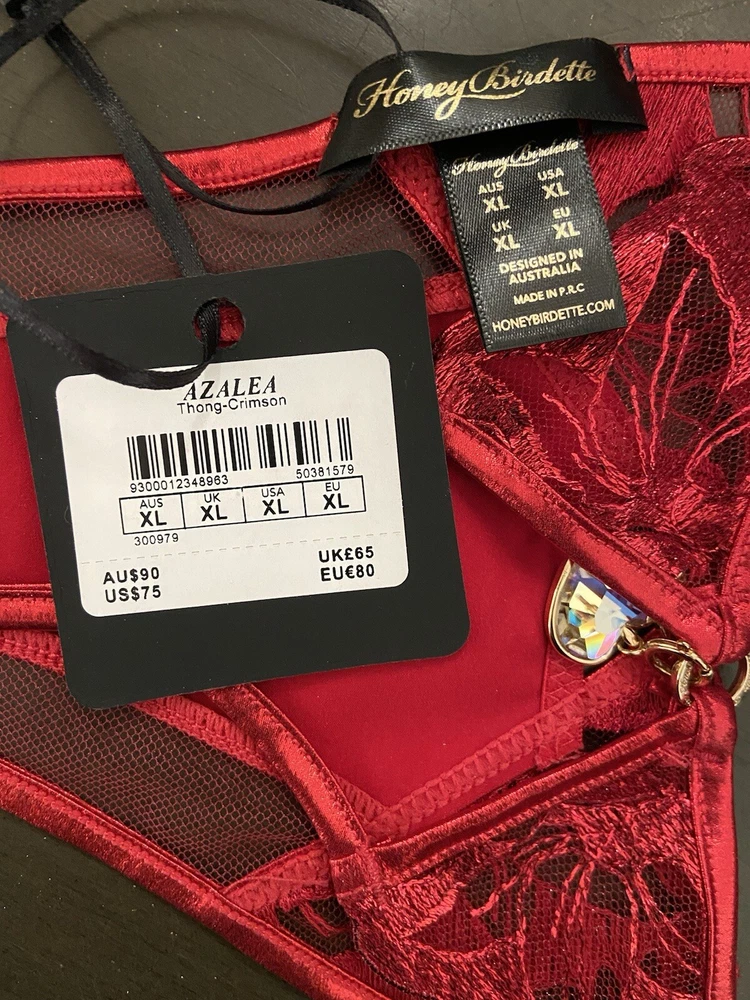 Honey Birdette
Honey Birdette
AUS USA
XL XL
UK EU
XL XL
DESIGNED IN
AUSTRALIA
MADE IN P.R.C
HONEYBIRDETTE.COM
AZALEA
Thong-Crimson
9300012348963 50381579
AUS UK USA EU
XL XL XL XL
300979
AU$90 UK£65
US$75 EU€80